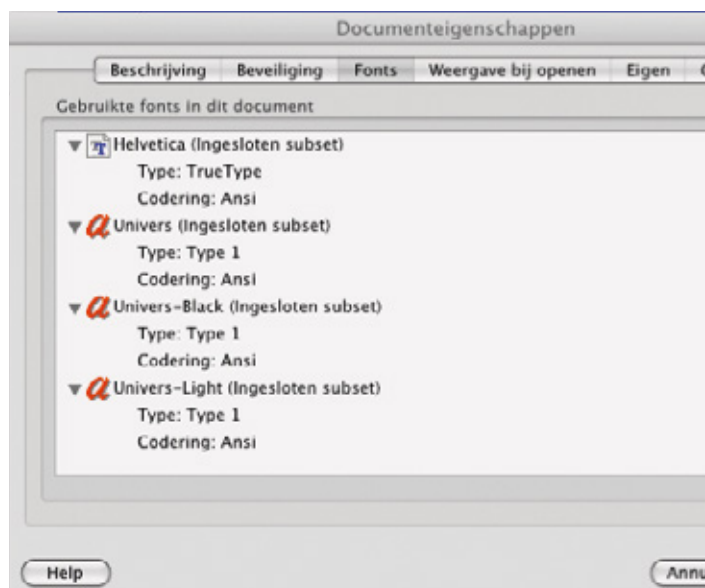 Documenteigenschappen
Beschrijving Beveiliging Fonts Weergave bij openen Eigen
Gebruikte fonts in dit document
Helvetica (Ingesloten subset)
Type: TrueType
Codering: Ansi
Univers (Ingesloten subset)
Type: Type 1
Codering: Ansi
Univers-Black (Ingesloten subset)
Type: Type 1
Codering: Ansi
Univers-Light (Ingesloten subset)
Type: Type 1
Codering: Ansi
Help Annu